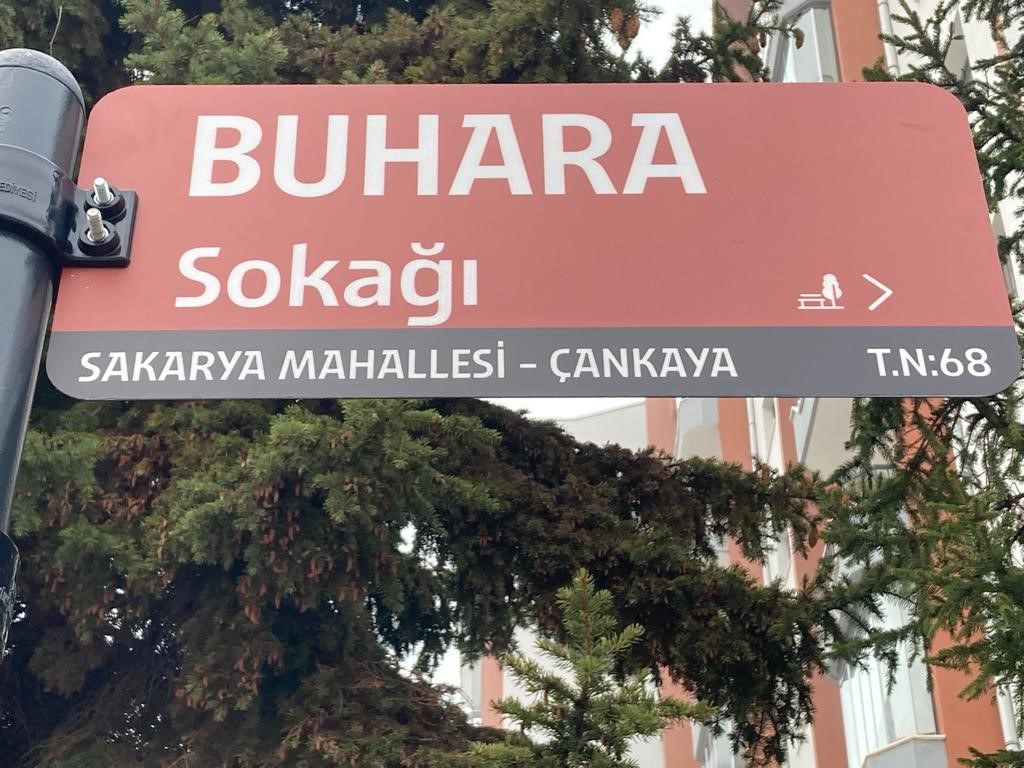 BUHARA
Sokağı
SAKARYA MAHALLESİ - ÇANKAYA T.N:68